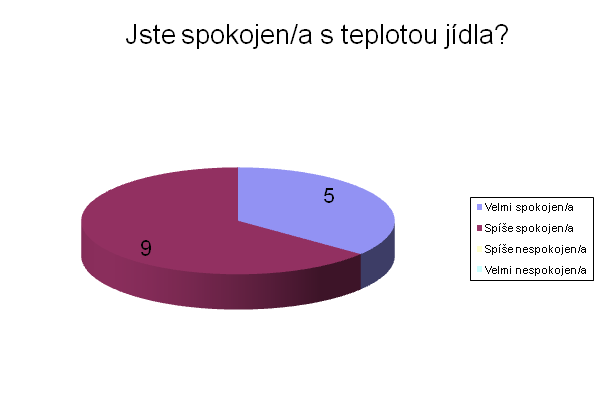 Jste spokojen/a s teplotou jídla?
5
9
Velmi spokojen/a
Spíše spokojen/a
Spíše nespokojen/a
Velmi nespokojen/a